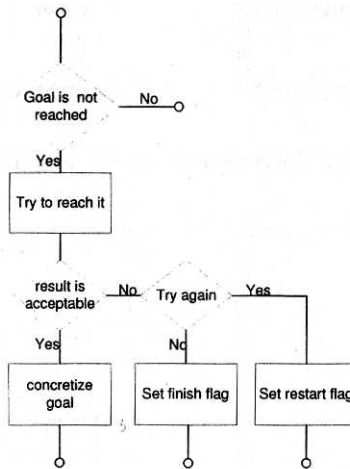 Goal is not
reached
No
Yes
Try to reach it
result is
acceptable
No
Try again
Yes
Yes
No
concretize
goal
Set finish flag
Set restart flag